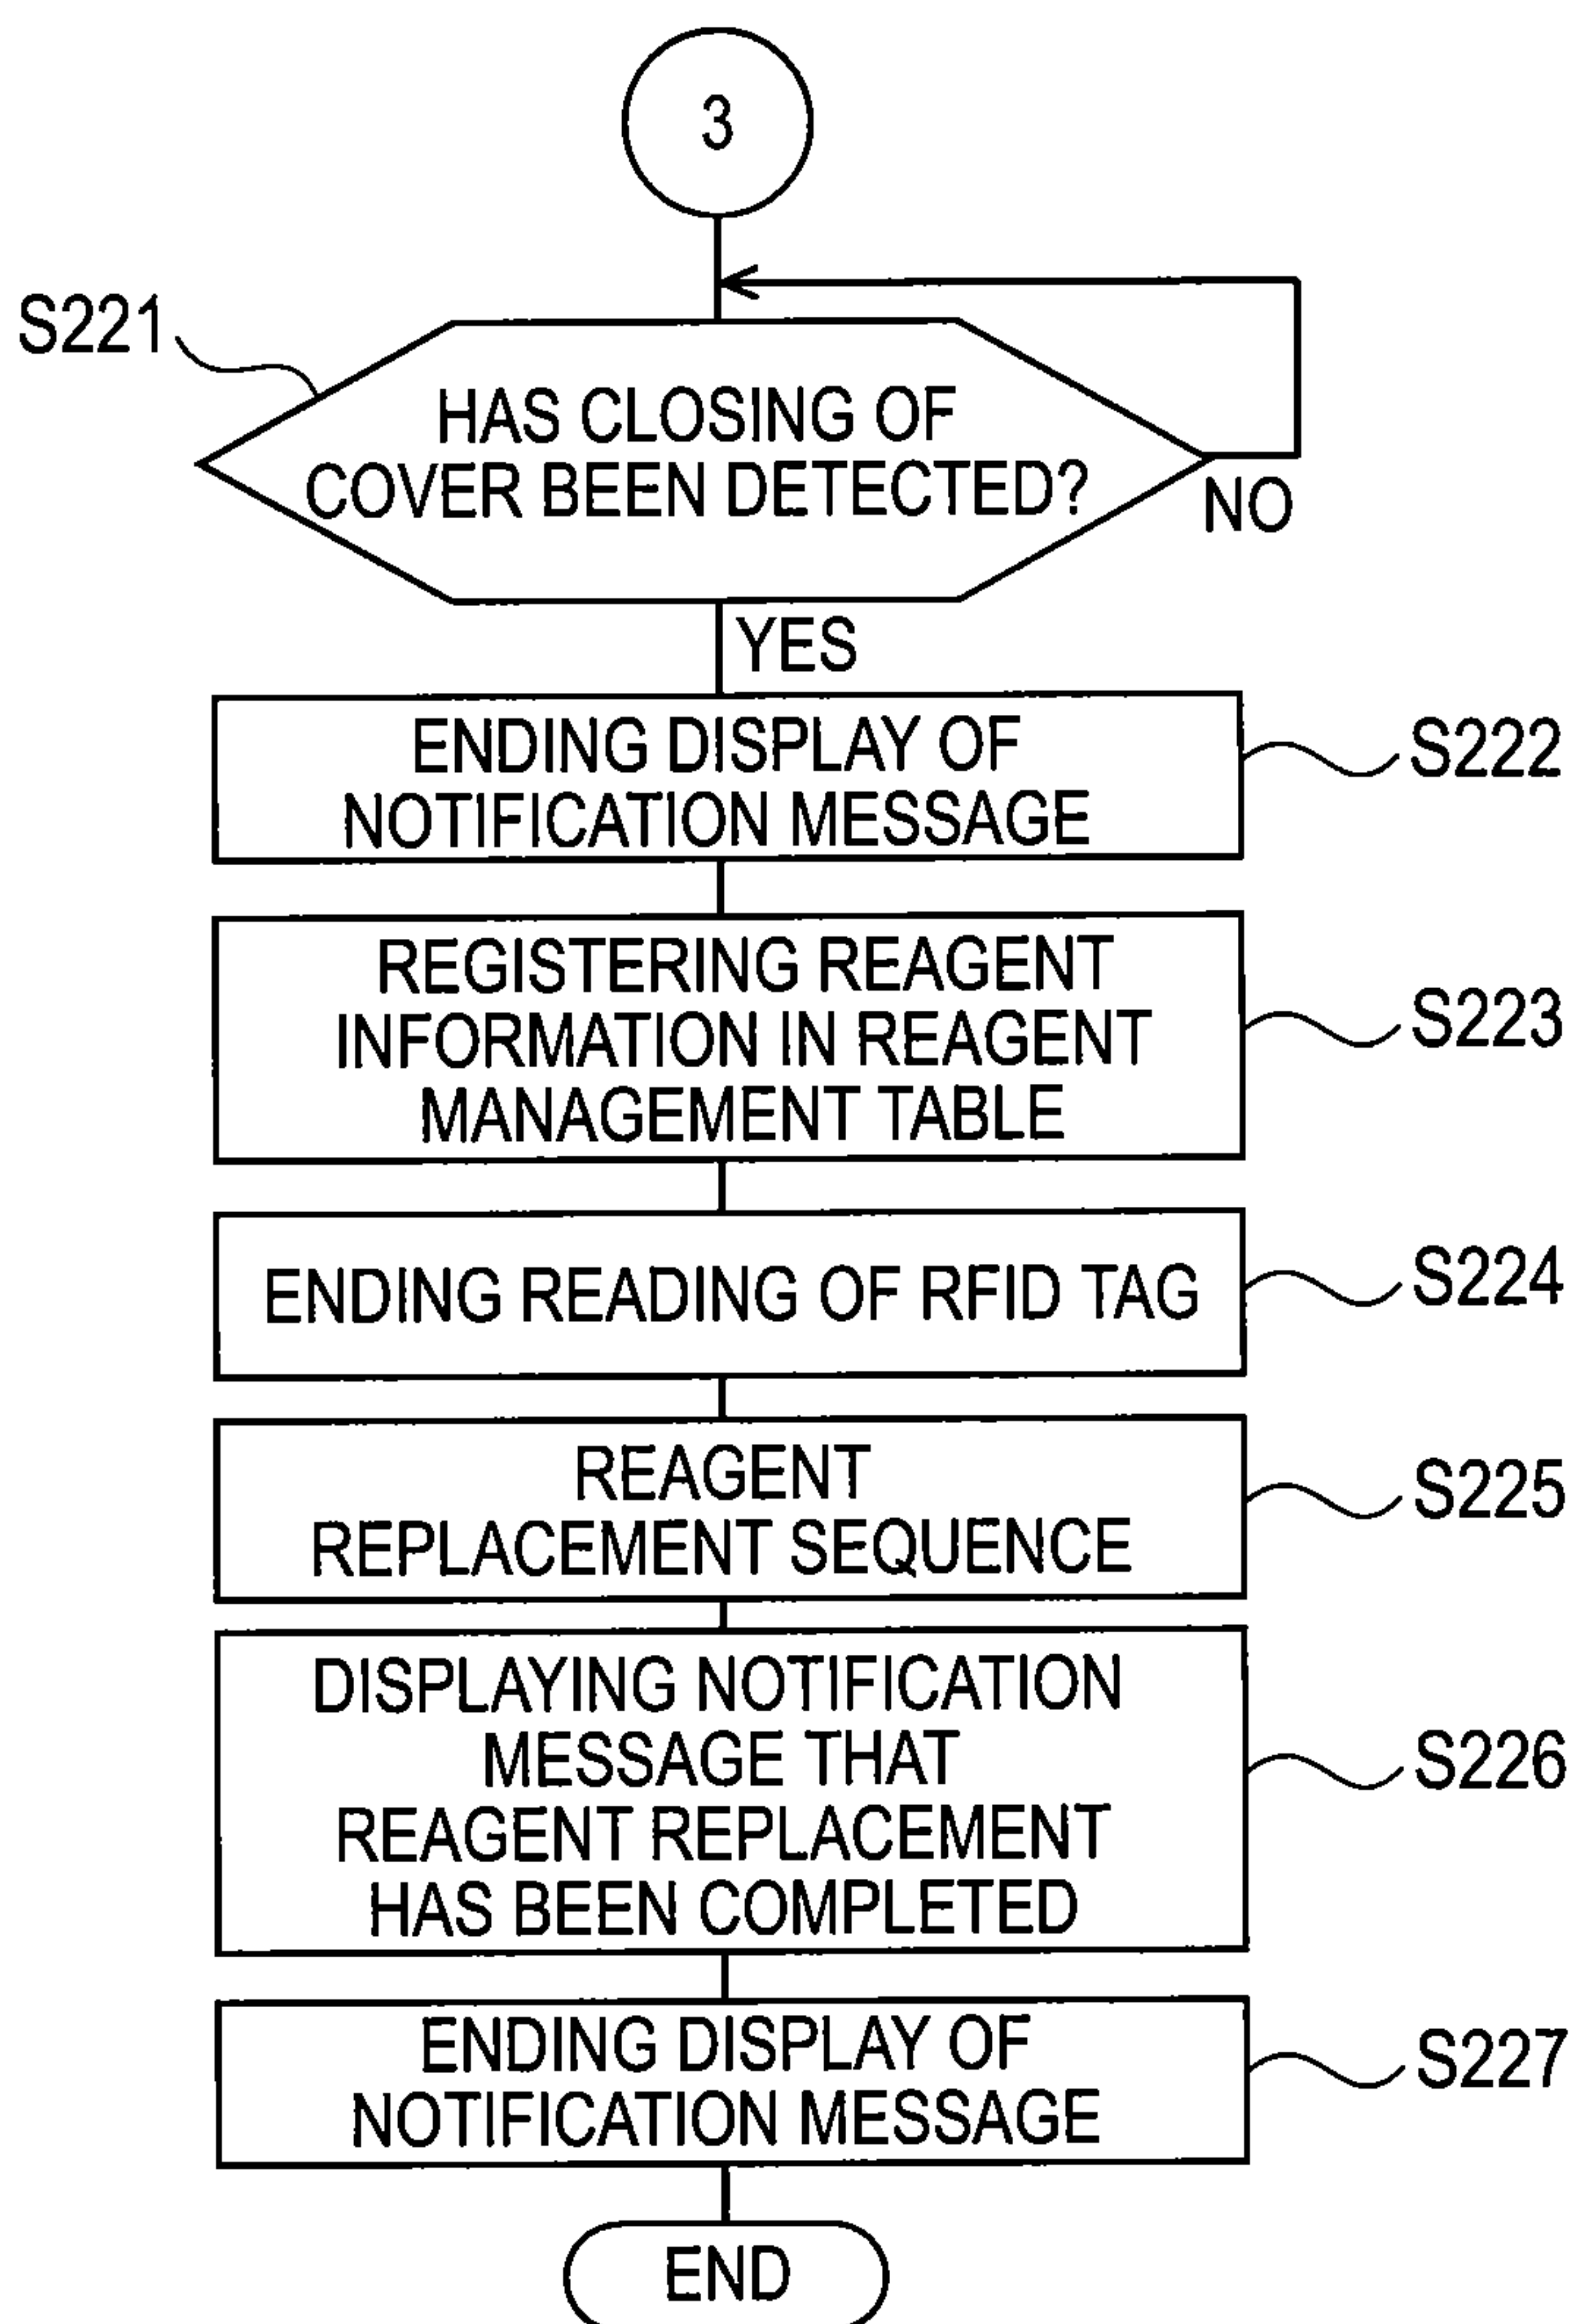 3
S221
HAS CLOSING OF
COVER BEEN DETECTED?
NO
YES
ENDING DISPLAY OF
NOTIFICATION MESSAGE
S222
REGISTERING REAGENT
INFORMATION IN REAGENT
MANAGEMENT TABLE
S223
ENDING READING OF RFID TAG
S224
REAGENT
REPLACEMENT SEQUENCE
S225
DISPLAYING NOTIFICATION
MESSAGE THAT
REAGENT REPLACEMENT
HAS BEEN COMPLETED
S226
ENDING DISPLAY OF
NOTIFICATION MESSAGE
S227
END